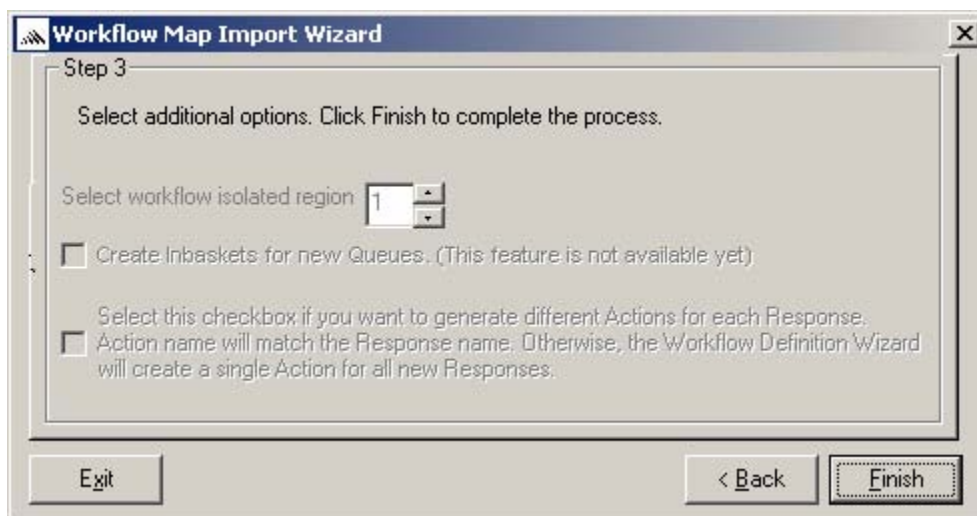 Workflow Map Import Wizard
Step 3
Select additional options. Click Finish to complete the process.
Select workflow isolated region 1
Create Inbaskets for new Queues. (This feature is not available yet)
Select this checkbox if you want to generate different Actions for each Response.
Action name will match the Response name. Otherwise, the Workflow Definition Wizard
will create a single Action for all new Responses.
Exit
< Back
Finish